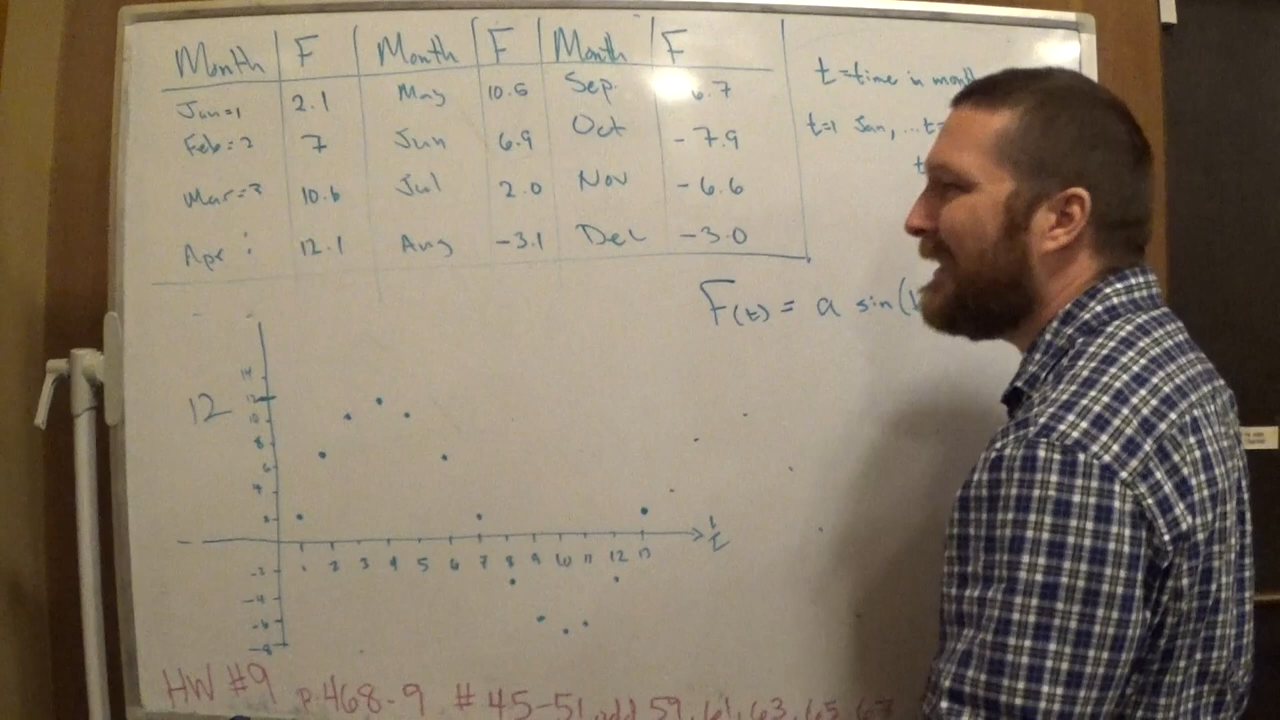 Month F Month F Month F
Jan=1 2.1 May 10.5 Sep. 6.7
Feb=2 7 Jun 6.9 Oct -7.9
Mar=3 10.6 Jul 2.0 Nov -6.6
Apr : 12.1 Aug -3.1 Dec -3.0
t=time in mont
t=1 Jan, ...t=
t
F(t) = a sin(
12
14
12
10
8
6
4
2
-2
-4
-6
-8
1 2 3 4 5 6 7 8 9 10 11 12 13
t
HW #9 p.468-9 #45-51 odd 59, 61, 63, 65, 67